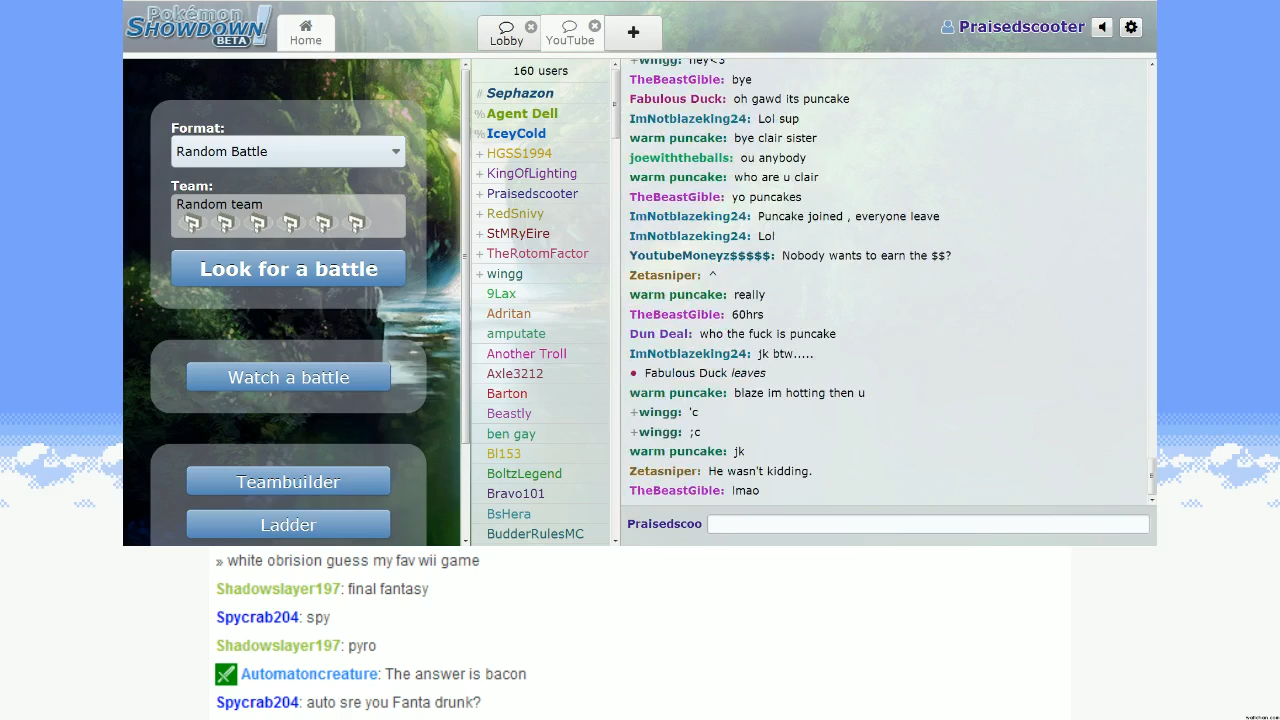 Pokémon
SHOWDOWN!
BETA
Home
Lobby
YouTube
+
Praisedscooter
Format:
Random Battle
Team:
Random team
? ? ? ? ? ?
Look for a battle
Watch a battle
Teambuilder
Ladder
160 users
# Sephazon
% Agent Dell
% IceyCold
+ HGSS1994
+ KingOfLighting
+ Praisedscooter
+ RedSnivy
+ StMRyEire
+ TheRotomFactor
+ wingg
9Lax
Adritan
amputate
Another Troll
Axle3212
Barton
Beastly
ben gay
Bl153
BoltzLegend
Bravo101
BsHera
BudderRulesMC
+wingg: hey<3
TheBeastGible: bye
Fabulous Duck: oh gawd its puncake
ImNotblazeking24: Lol sup
warm puncake: bye clair sister
joewiththeballs: ou anybody
warm puncake: who are u clair
TheBeastGible: yo puncakes
ImNotblazeking24: Puncake joined , everyone leave
ImNotblazeking24: Lol
YoutubeMoneyz$$$$$: Nobody wants to earn the $$?
Zetasniper: ^
warm puncake: really
TheBeastGible: 60hrs
Dun Deal: who the fuck is puncake
ImNotblazeking24: jk btw.....
• Fabulous Duck leaves
warm puncake: blaze im hotting then u
+wingg: 'c
+wingg: ;c
warm puncake: jk
Zetasniper: He wasn't kidding.
TheBeastGible: lmao
Praisedscoo
» white obrision guess my fav wii game
Shadowslayer197: final fantasy
Spycrab204: spy
Shadowslayer197: pyro
Automatoncreature: The answer is bacon
Spycrab204: auto sre you Fanta drunk?
wallchan.com